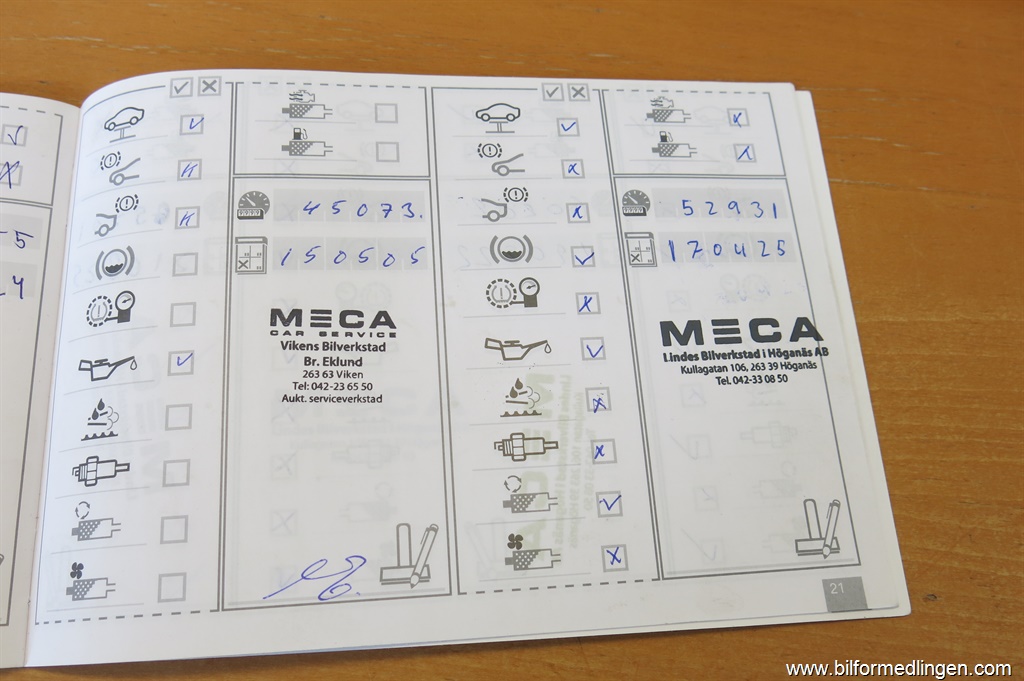 5
4
45073.
150505
MECA
CAR SERVICE
Vikens Bilverkstad
Br. Eklund
263 63 Viken
Tel: 042-23 65 50
Aukt. serviceverkstad
52931
170425
MECA
Lindes Bilverkstad i Höganäs AB
Kullagatan 106, 263 39 Höganäs
Tel. 042-33 08 50
21
www.bilformedlingen.com